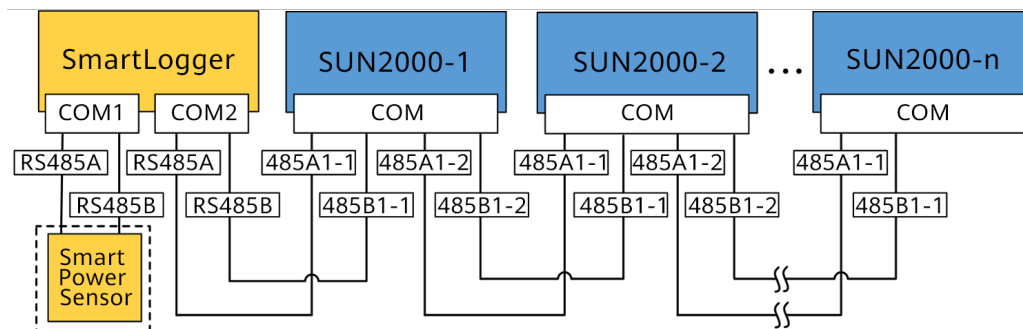 SmartLogger
SUN2000-1
SUN2000-2
...
SUN2000-n
COM1
COM2
COM
COM
COM
RS485A
RS485A
485A1-1
485A1-2
485A1-1
485A1-2
485A1-1
RS485B
RS485B
485B1-1
485B1-2
485B1-1
485B1-2
485B1-1
Smart
Power
Sensor